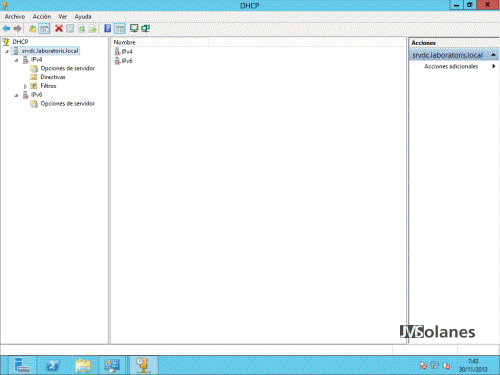 DHCP
Archivo Acción Ver Ayuda
DHCP
srvdc.laboratoris.local
IPv4
Opciones de servidor
Directivas
Filtros
IPv6
Opciones de servidor
Nombre
IPv4
IPv6
Acciones
srvdc.laboratoris.local
Acciones adicionales
JVSolanes
7:43
30/11/2013